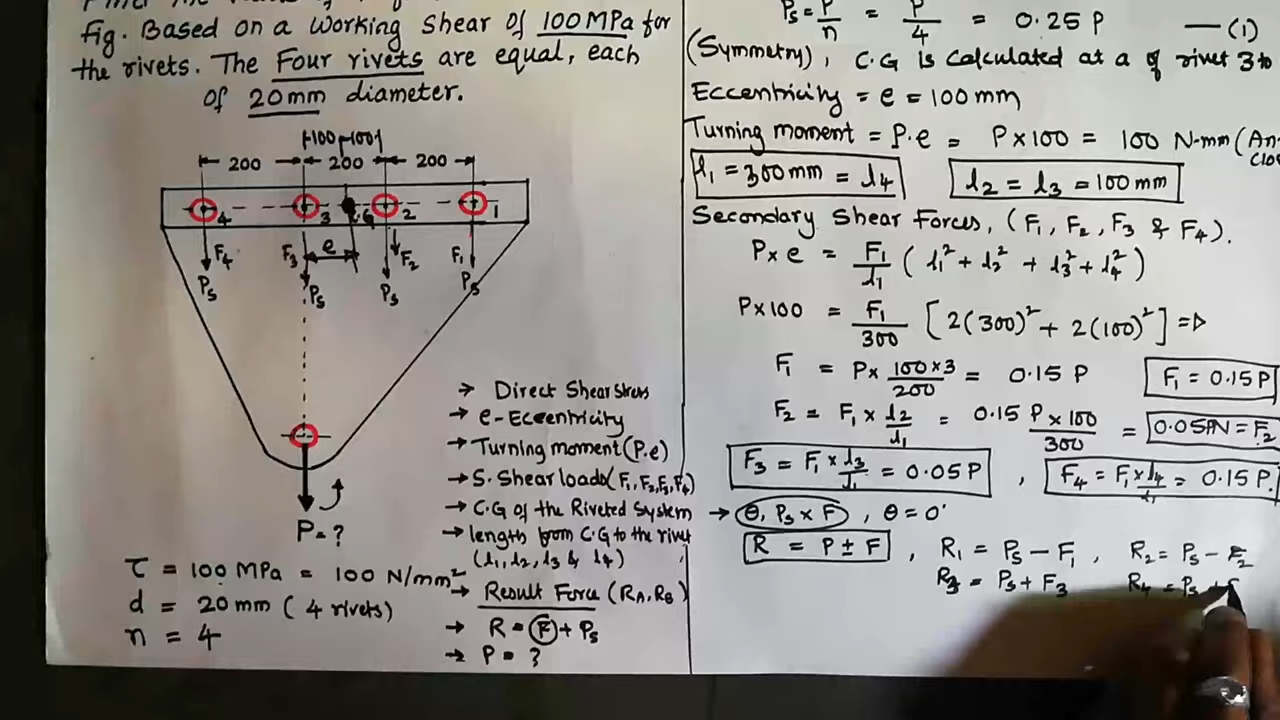 Fig. Based on a Working Shear of 100 MPa for
the rivets. The Four rivets are equal, each
of 20mm diameter.
100 100
200 200 200
4 3 G 2 1
F4 F3 e F2 F1
Ps Ps Ps Ps
P = ?
τ = 100 MPa = 100 N/mm²
d = 20mm ( 4 rivets)
n = 4
→ Direct Shear Stress
→ e - Eccentricity
→ Turning moment (P.e)
→ S. Shear loads (F1, F2, F3, F4)
→ C.G of the Riveted System
→ length from C.G to the rivet
(l1, l2, l3 & l4)
→ Result Force (RA, RB)
→ R = F + Ps
→ P = ?
Ps = P/n = P/4 = 0.25 P — (1)
(Symmetry), C.G is calculated at a of rivet 3 to
Eccentricity = e = 100 mm
Turning moment = P.e = P × 100 = 100 N-mm (An
l1 = 300 mm = l4 l2 = l3 = 100 mm
Secondary Shear Forces, (F1, F2, F3 & F4).
P × e = F1/l1 ( l1² + l2² + l3² + l4² )
P × 100 = F1/300 [ 2(300)² + 2(100)² ] ⇒
F1 = P × 100×3/200 = 0.15 P F1 = 0.15 P
F2 = F1 × l2/l1 = 0.15 P × 100/300 = 0.05 PN = F2
F3 = F1 × l3/l1 = 0.05 P , F4 = F1 × l4/l1 = 0.15 P.
→ θ, Ps × F , θ = 0°
R = P ± F , R1 = Ps − F1 , R2 = Ps − F2
R3 = Ps + F3 R4 = Ps +